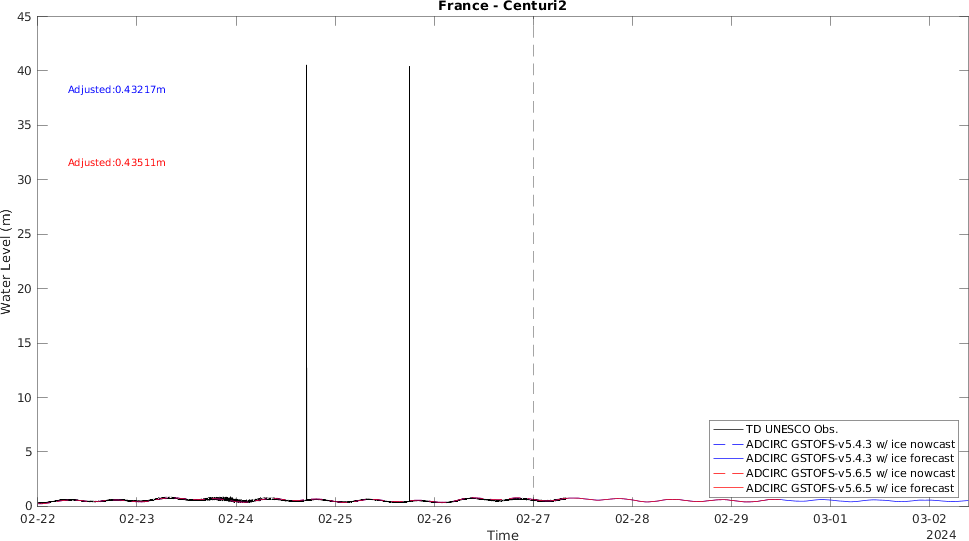 France - Centuri2
45
40
35
30
25
20
15
10
5
0
Water Level (m)
Adjusted:0.43217m
Adjusted:0.43511m
TD UNESCO Obs.
ADCIRC GSTOFS-v5.4.3 w/ ice nowcast
ADCIRC GSTOFS-v5.4.3 w/ ice forecast
ADCIRC GSTOFS-v5.6.5 w/ ice nowcast
ADCIRC GSTOFS-v5.6.5 w/ ice forecast
02-22 02-23 02-24 02-25 02-26 02-27 02-28 02-29 03-01 03-02
2024
Time